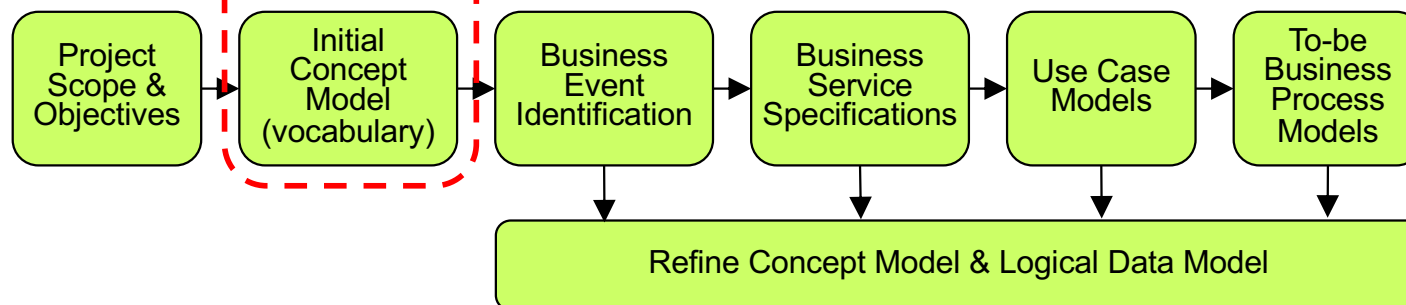 Project
Scope &
Objectives
Initial
Concept
Model
(vocabulary)
Business
Event
Identification
Business
Service
Specifications
Use Case
Models
To-be
Business
Process
Models
Refine Concept Model & Logical Data Model